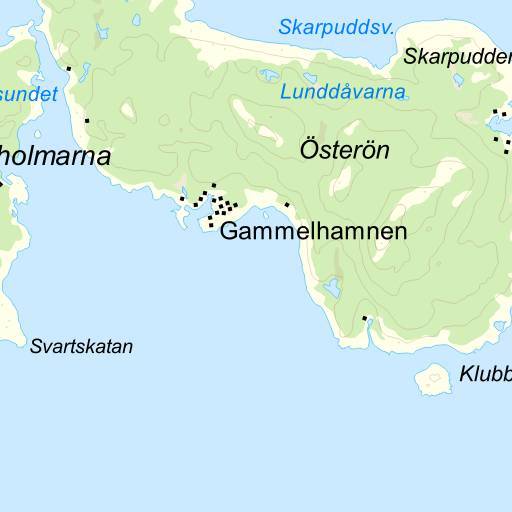 Skarpuddsv.
Skarpudden
sundet
Lunddåvarna
holmarna
Österön
Gammelhamnen
Svartskatan
Klubb